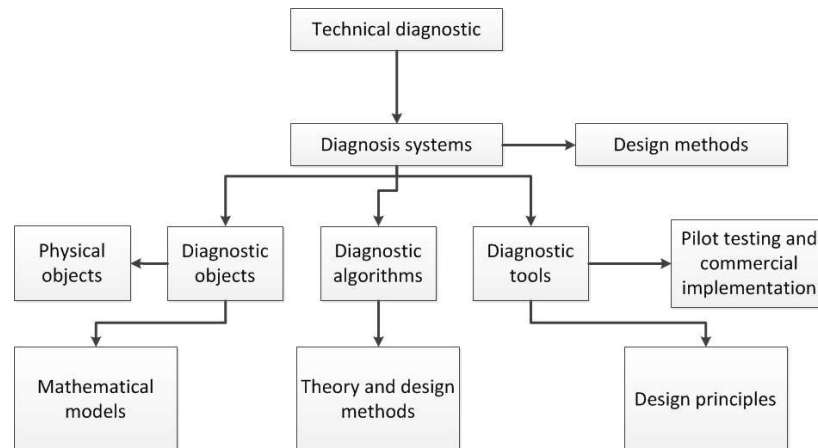 Technical diagnostic
Diagnosis systems
Design methods
Physical
objects
Diagnostic
objects
Diagnostic
algorithms
Diagnostic
tools
Pilot testing and
commercial
implementation
Mathematical
models
Theory and design
methods
Design principles